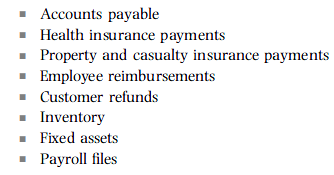 ▪ Accounts payable
▪ Health insurance payments
▪ Property and casualty insurance payments
▪ Employee reimbursements
▪ Customer refunds
▪ Inventory
▪ Fixed assets
▪ Payroll files